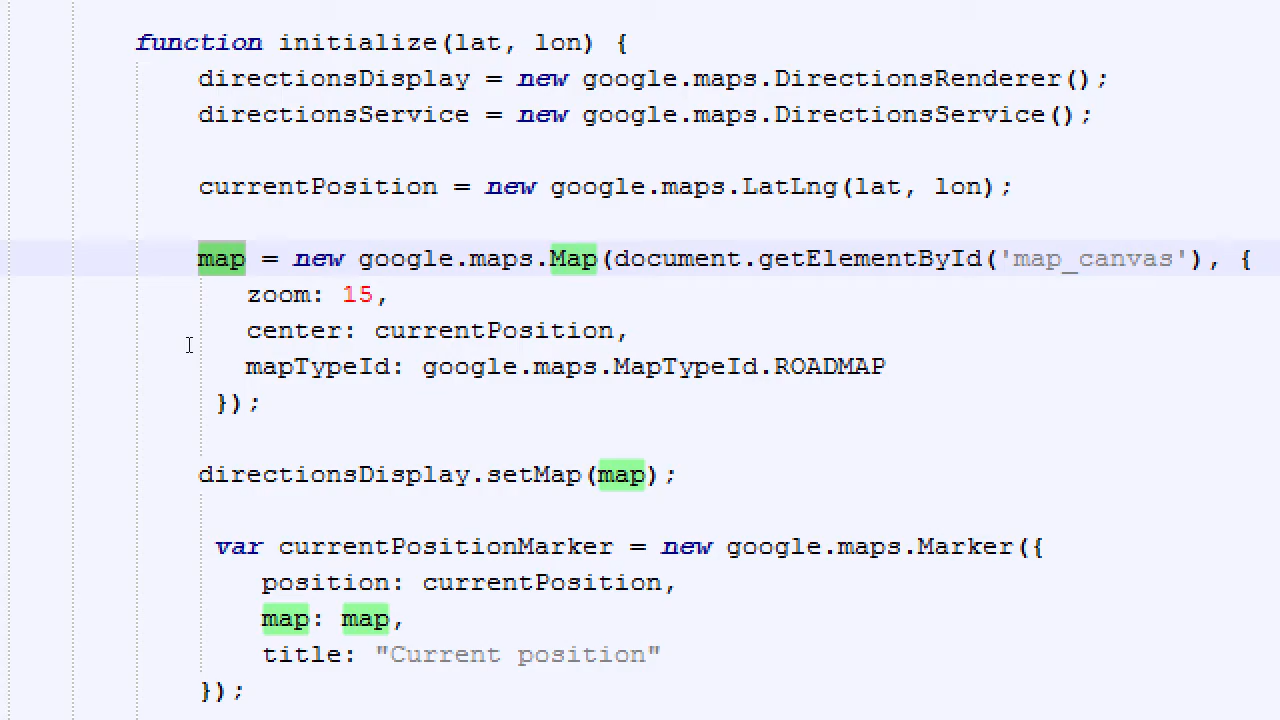 function initialize(lat, lon) {
directionsDisplay = new google.maps.DirectionsRenderer();
directionsService = new google.maps.DirectionsService();
currentPosition = new google.maps.LatLng(lat, lon);
map = new google.maps.Map(document.getElementById('map_canvas'), {
zoom: 15,
center: currentPosition,
mapTypeId: google.maps.MapTypeId.ROADMAP
});
directionsDisplay.setMap(map);
var currentPositionMarker = new google.maps.Marker({
position: currentPosition,
map: map,
title: "Current position"
});